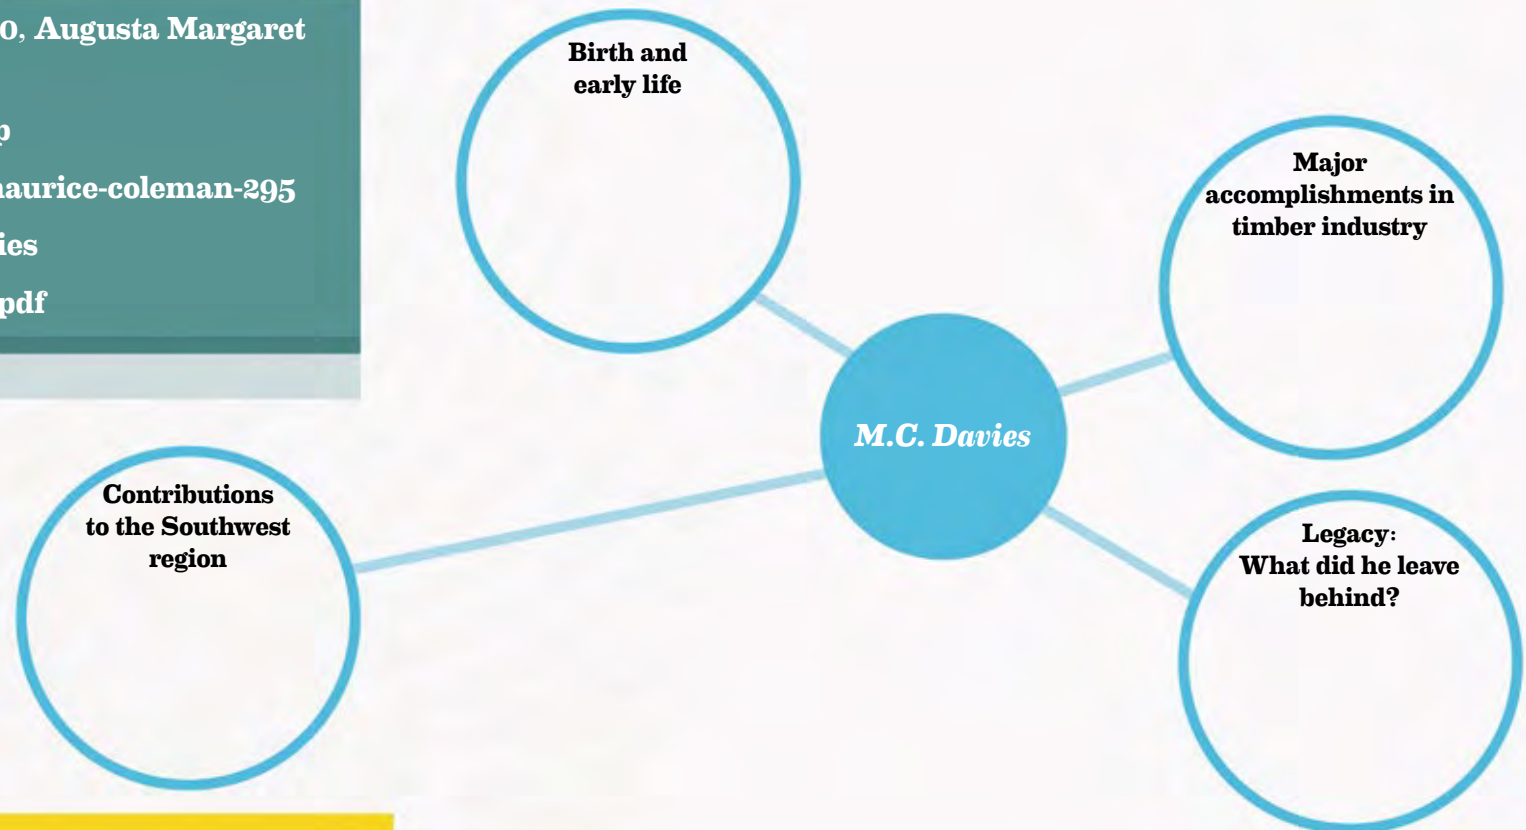 0, Augusta Margaret
p
aurice-coleman-295
ies
pdf
Birth and
early life
Major
accomplishments in
timber industry
M.C. Davies
Contributions
to the Southwest
region
Legacy:
What did he leave
behind?